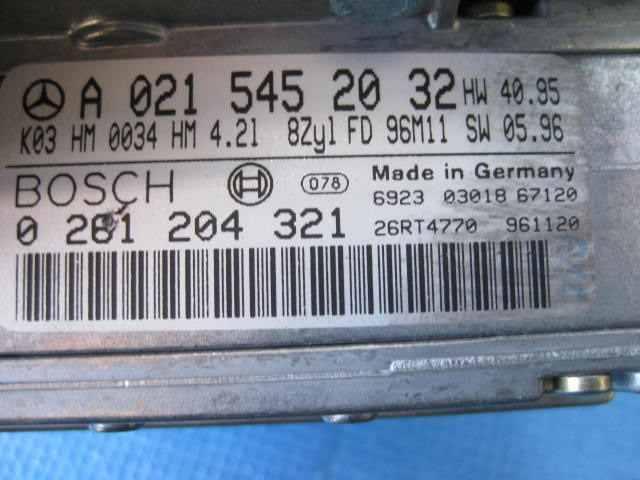 A 021 545 20 32 HW 40.95
K03 HM 0034 HM 4.2l 8Zyl FD 96M11 SW 05.96
BOSCH 078 Made in Germany
6923 03018 67120
0 261 204 321 26RT4770 961120